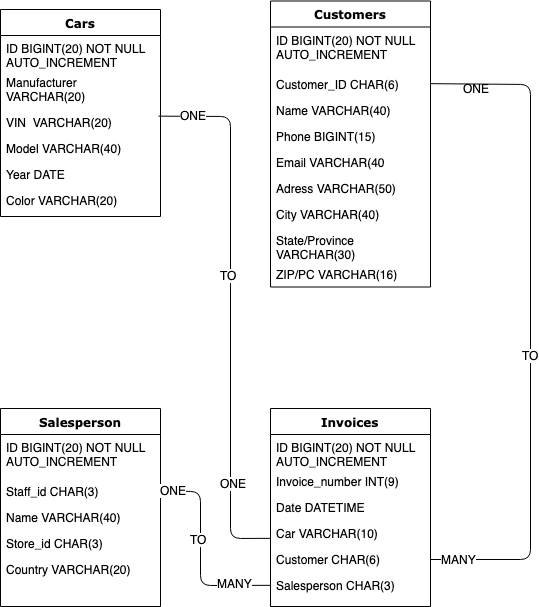 Cars
ID BIGINT(20) NOT NULL
AUTO_INCREMENT
Manufacturer
VARCHAR(20)
VIN  VARCHAR(20)
Model VARCHAR(40)
Year DATE
Color VARCHAR(20)
Customers
ID BIGINT(20) NOT NULL
AUTO_INCREMENT
Customer_ID CHAR(6)
Name VARCHAR(40)
Phone BIGINT(15)
Email VARCHAR(40
Adress VARCHAR(50)
City VARCHAR(40)
State/Province
VARCHAR(30)
ZIP/PC VARCHAR(16)
ONE
TO
ONE
ONE
TO
MANY
Salesperson
ID BIGINT(20) NOT NULL
AUTO_INCREMENT
Staff_id CHAR(3)
Name VARCHAR(40)
Store_id CHAR(3)
Country VARCHAR(20)
ONE
TO
MANY
Invoices
ID BIGINT(20) NOT NULL
AUTO_INCREMENT
Invoice_number INT(9)
Date DATETIME
Car VARCHAR(10)
Customer CHAR(6)
Salesperson CHAR(3)